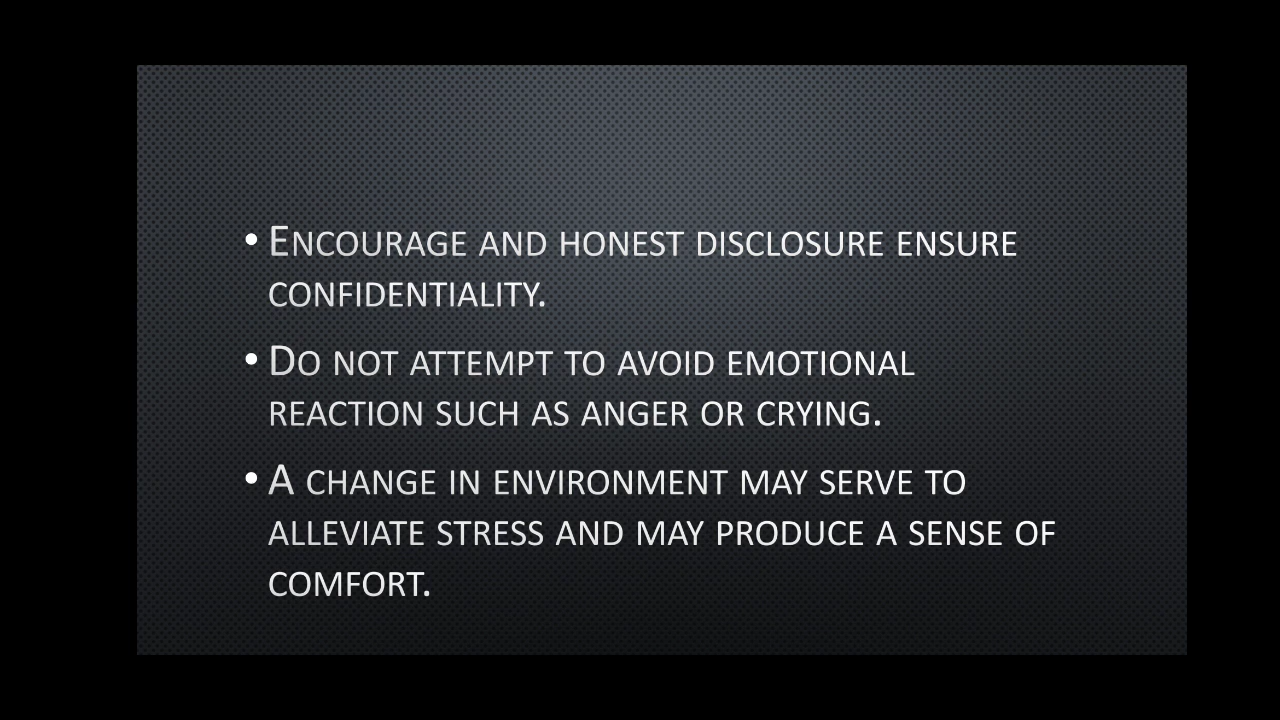 • Encourage and honest disclosure ensure
confidentiality.
• Do not attempt to avoid emotional
reaction such as anger or crying.
• A change in environment may serve to
alleviate stress and may produce a sense of
comfort.